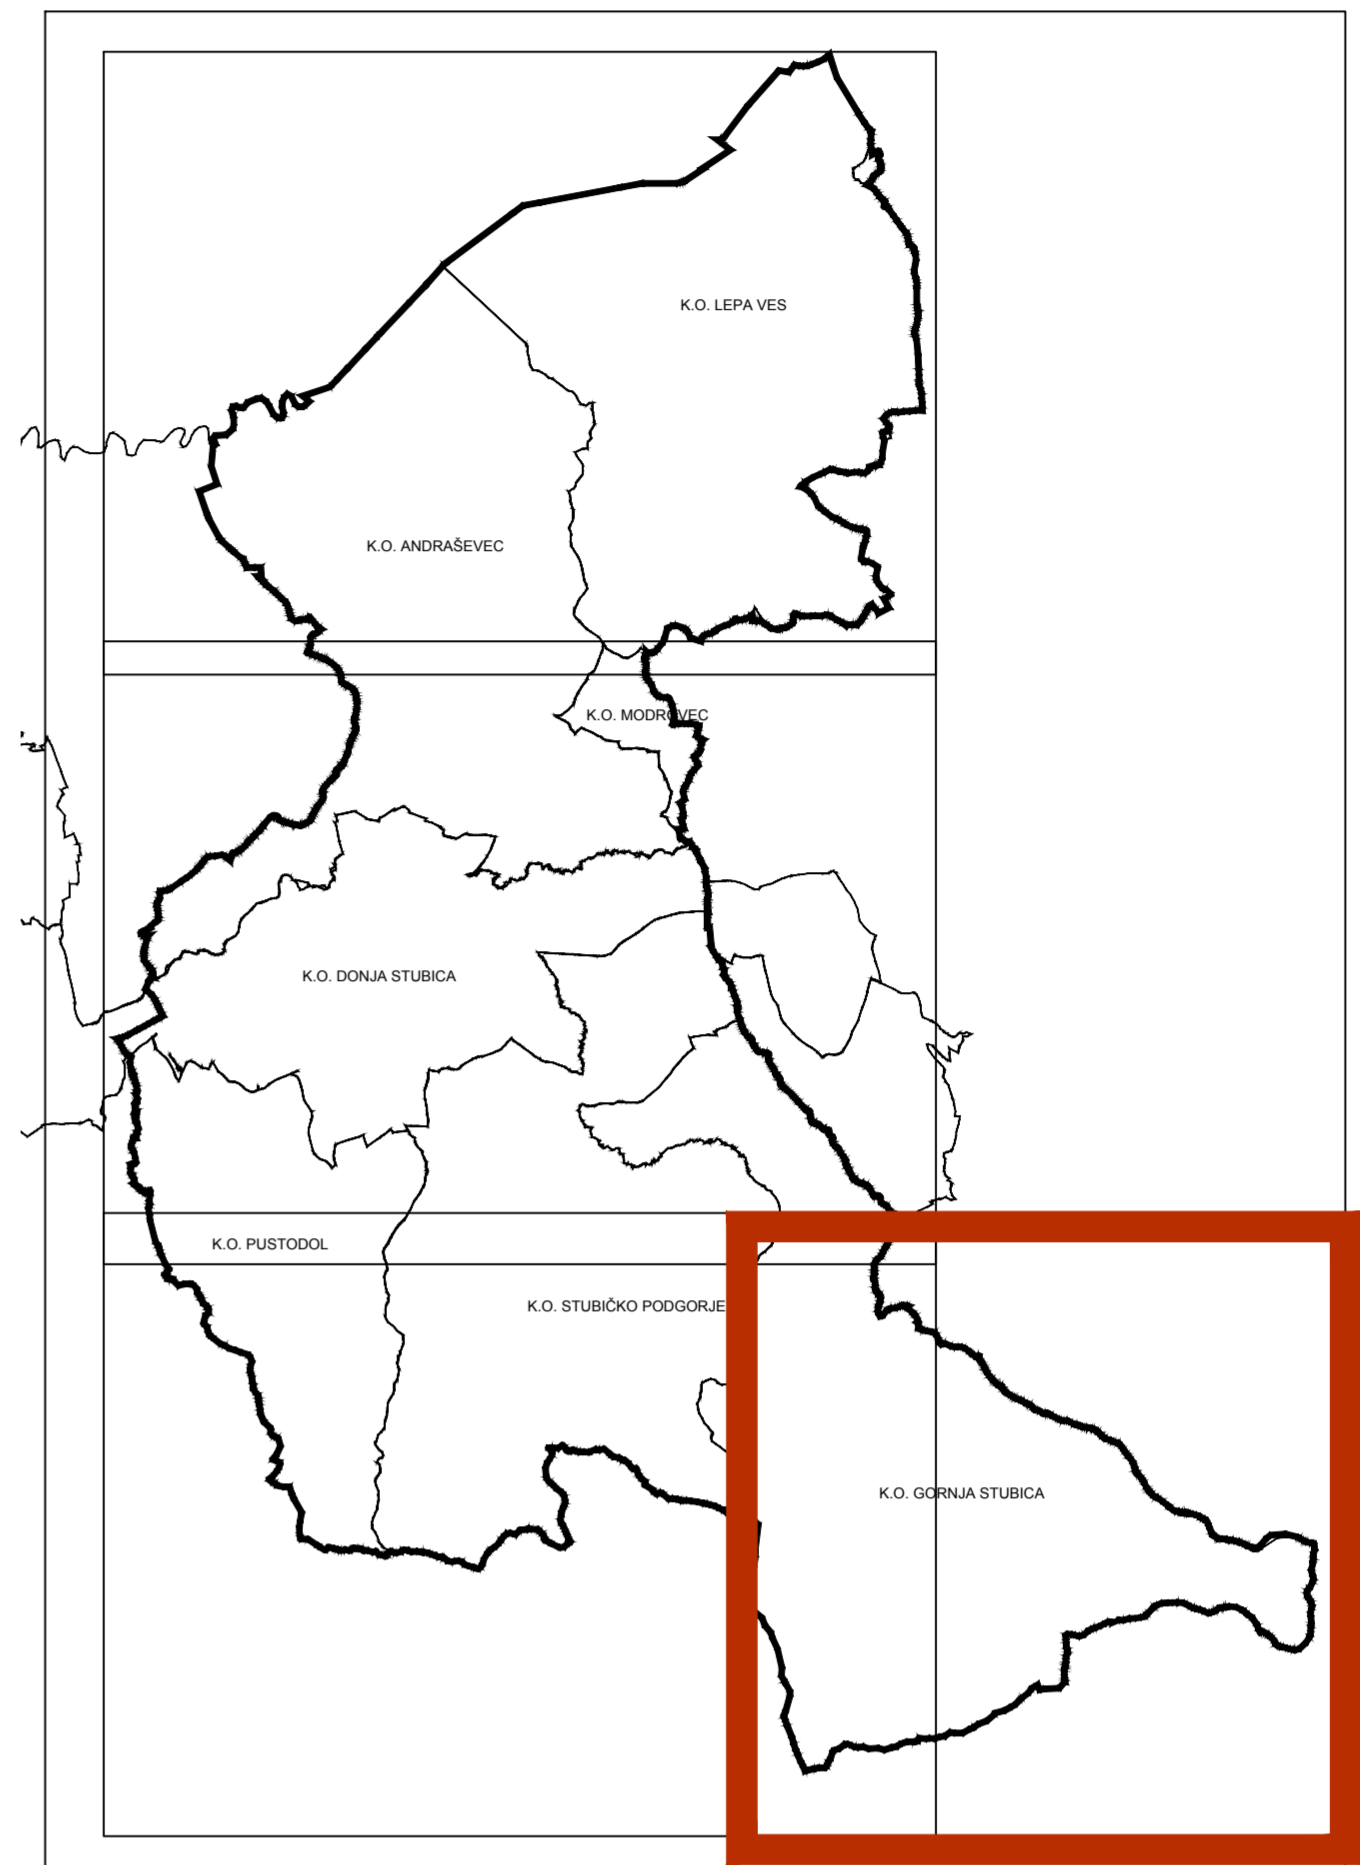 K.O. LEPA VES
K.O. ANDRAŠEVEC
K.O. MODROVEC
K.O. DONJA STUBICA
K.O. PUSTODOL
K.O. STUBIČKO PODGORJE
K.O. GORNJA STUBICA